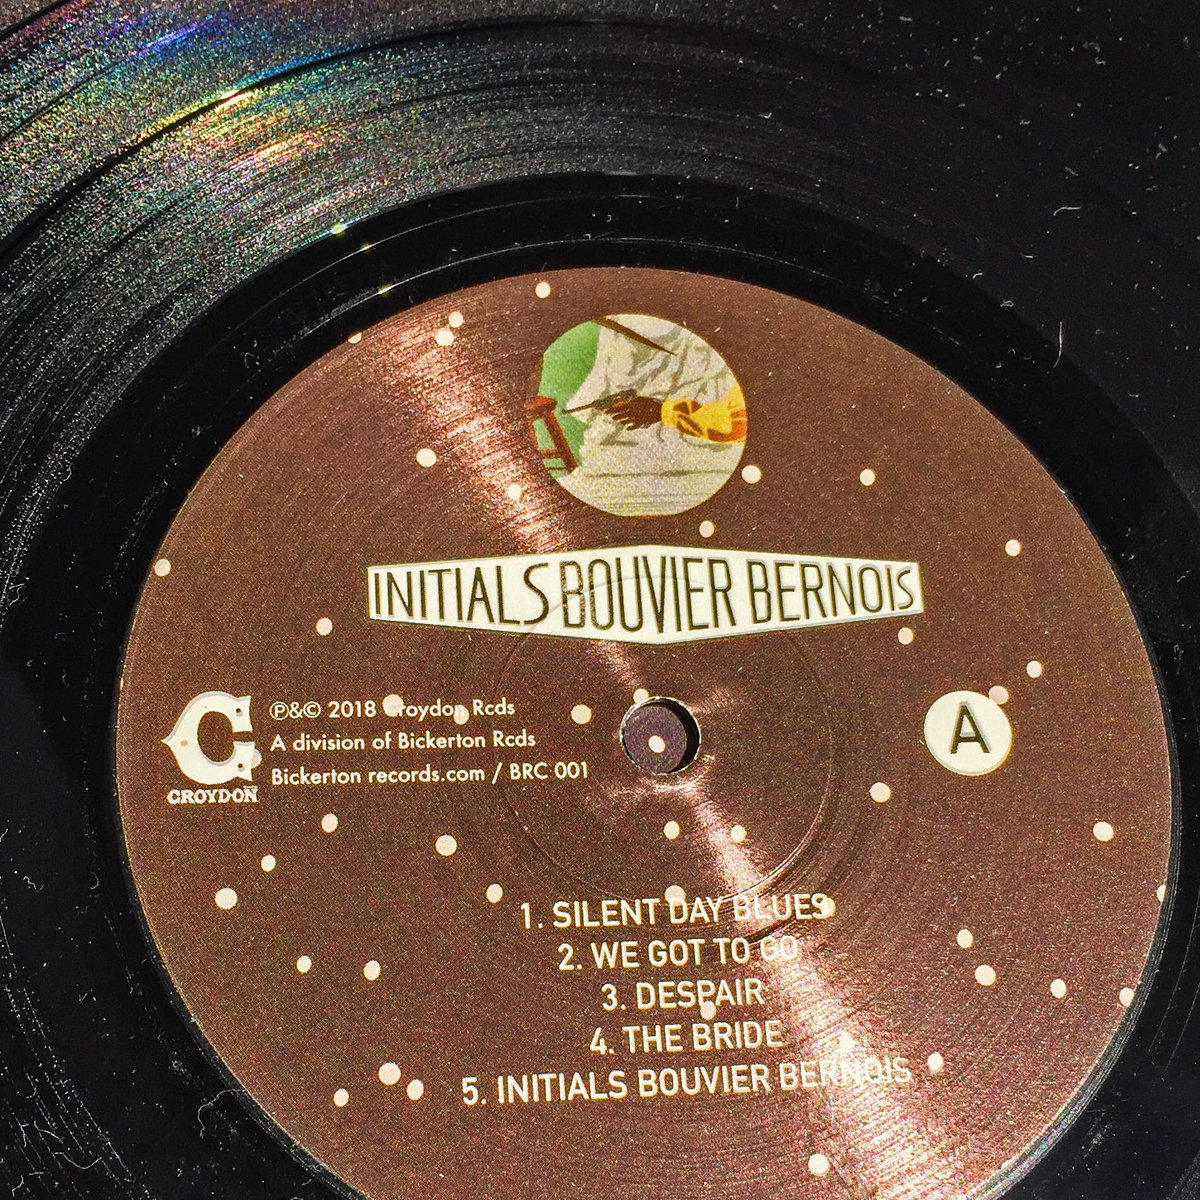 INITIALS BOUVIER BERNOIS
℗&© 2018 Croydon Rcds
A division of Bickerton Rcds
Bickerton records.com / BRC 001
C
CROYDON
A
1. SILENT DAY BLUES
2. WE GOT TO GO
3. DESPAIR
4. THE BRIDE
5. INITIALS BOUVIER BERNOIS